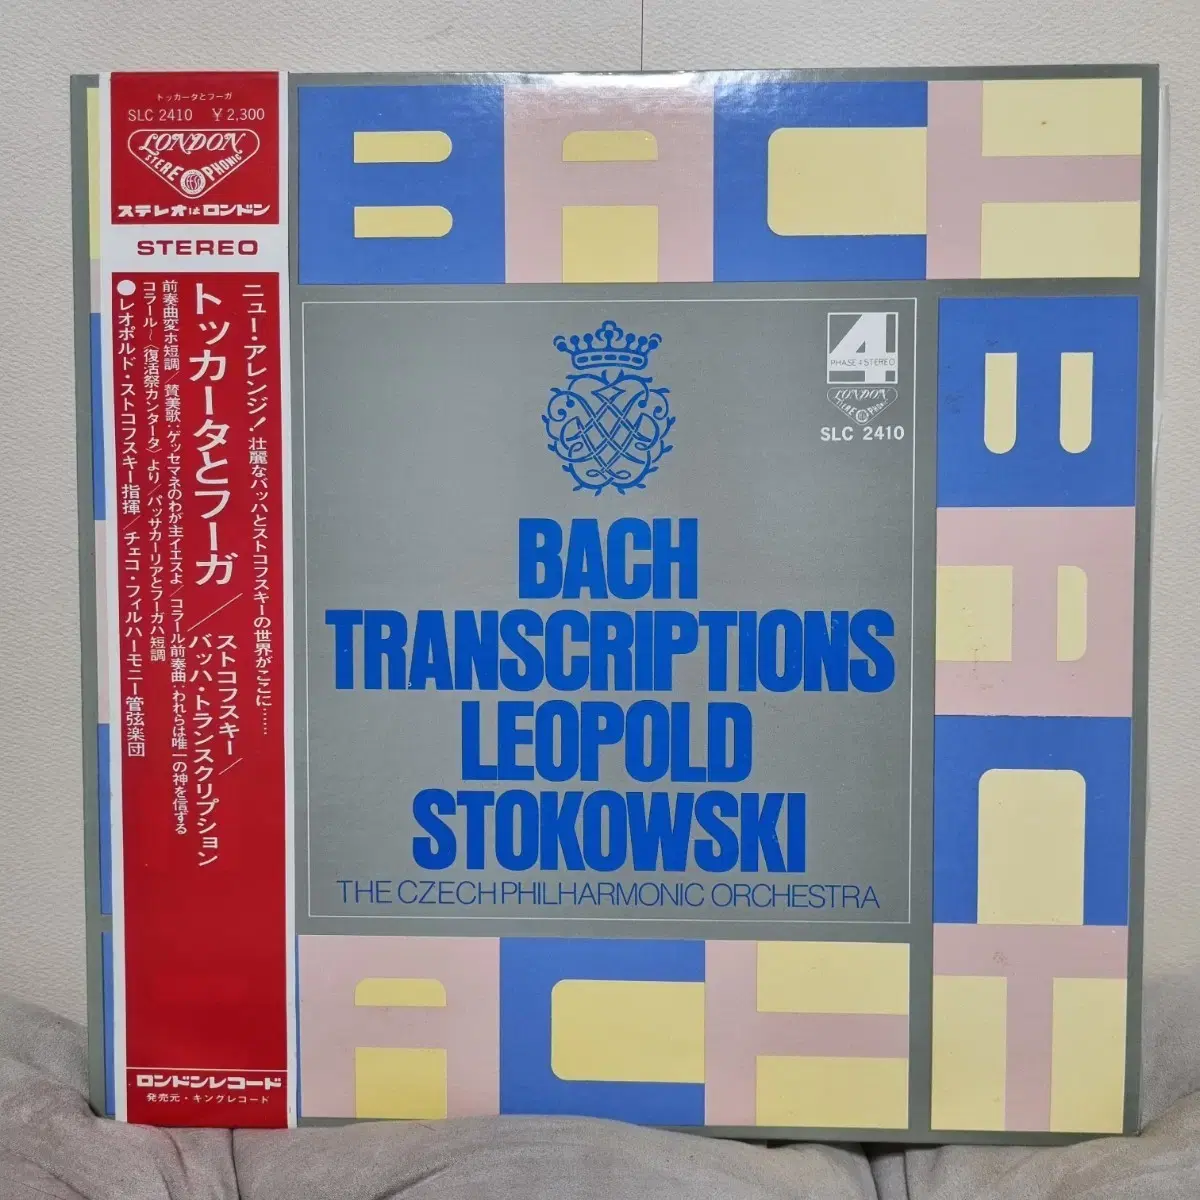 トッカータとフーガ
SLC 2410 ¥2,300
LONDON
STEREOPHONIC
ステレオはロンドン
STEREO
ニュー・アレンジ!壮麗なバッハとストコフスキーの世界がここに……
トッカータとフーガ/ストコフスキー/バッハ・トランスクリプション
前奏曲変ホ短調/賛美歌:ゲッセマネのわが主イエスよ/コラール前奏曲:われらは唯一の神を信ずる
コラール~〈復活祭カンタータ〉より/パッサカーリアとフーガハ短調
●レオポルド・ストコフスキー指揮/チェコ・フィルハーモニー管弦楽団
ロンドンレコード
発売元・キングレコード
BACH
BACH
ACH
4
PHASE 4 STEREO
LONDON
SLC 2410
BACH
TRANSCRIPTIONS
LEOPOLD
STOKOWSKI
THE CZECH PHILHARMONIC ORCHESTRA